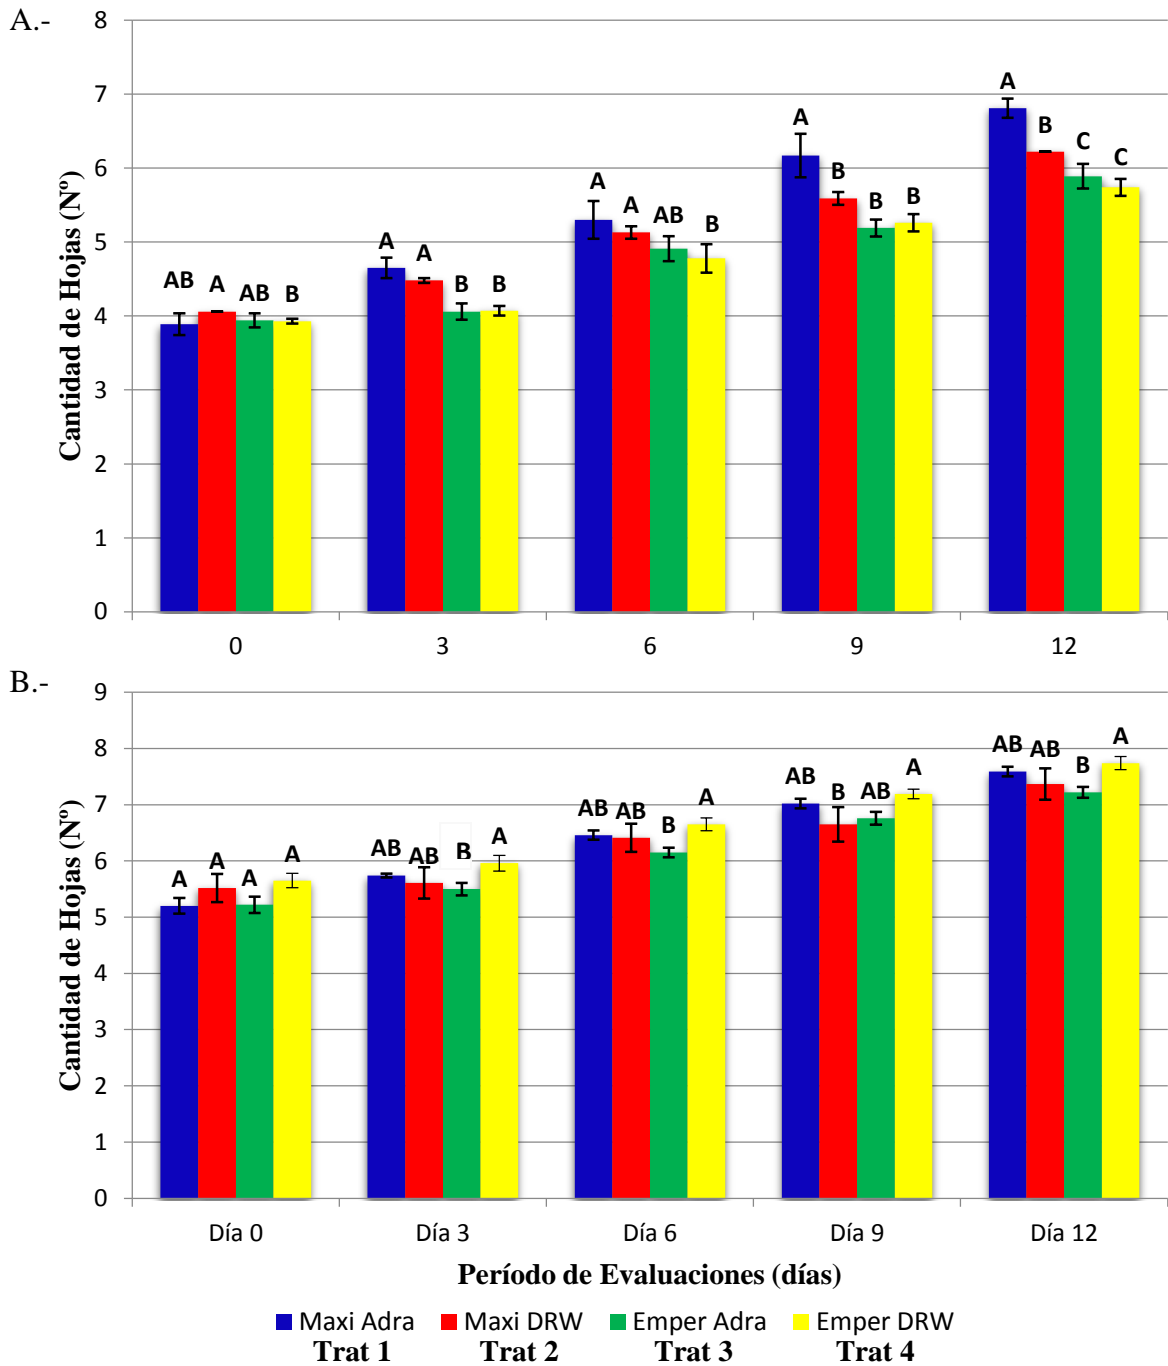 A.-
8
7
6
5
4
3
2
1
0
Cantidad de Hojas (Nº)
AB A AB B
A A B B
A A AB B
A B B B
A B C C
0 3 6 9 12
B.-
9
8
7
6
5
4
3
2
1
0
Cantidad de Hojas (Nº)
A A A A
AB AB B A
AB AB B A
AB B AB A
AB AB B A
Día 0 Día 3 Día 6 Día 9 Día 12
Período de Evaluaciones (días)
Maxi Adra Maxi DRW Emper Adra Emper DRW
Trat 1 Trat 2 Trat 3 Trat 4